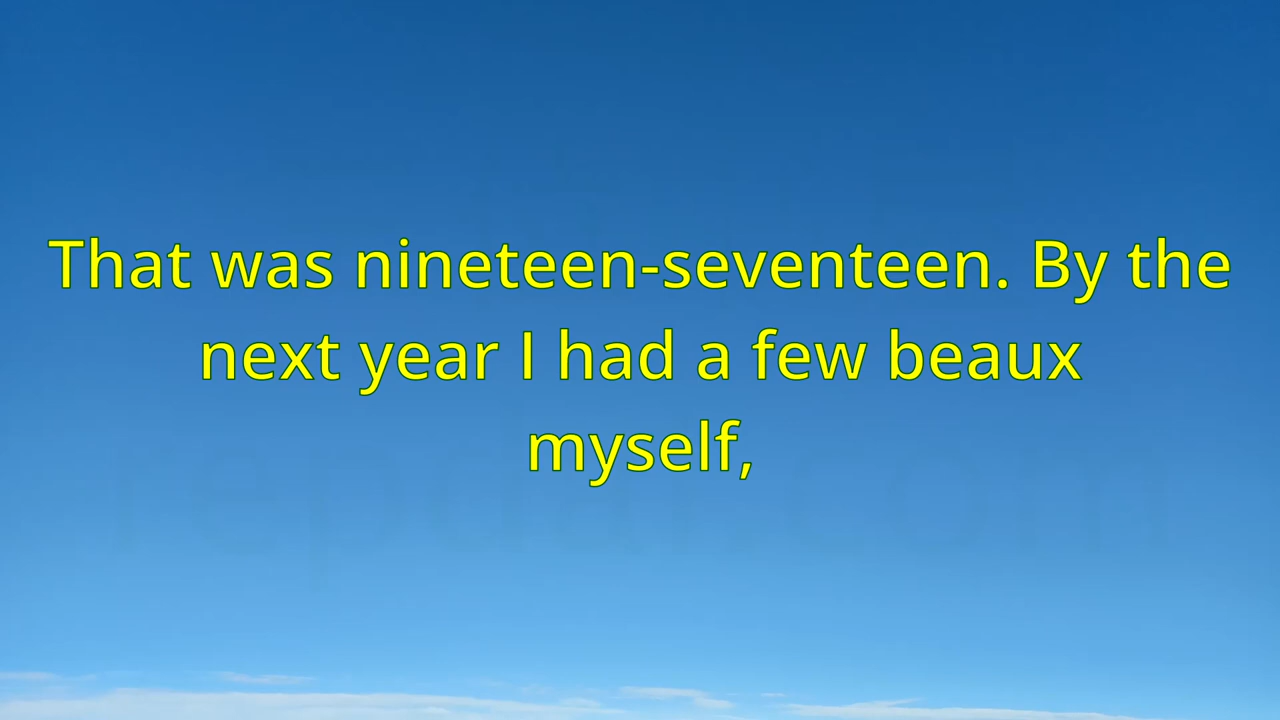 That was nineteen-seventeen. By the
next year I had a few beaux
myself,